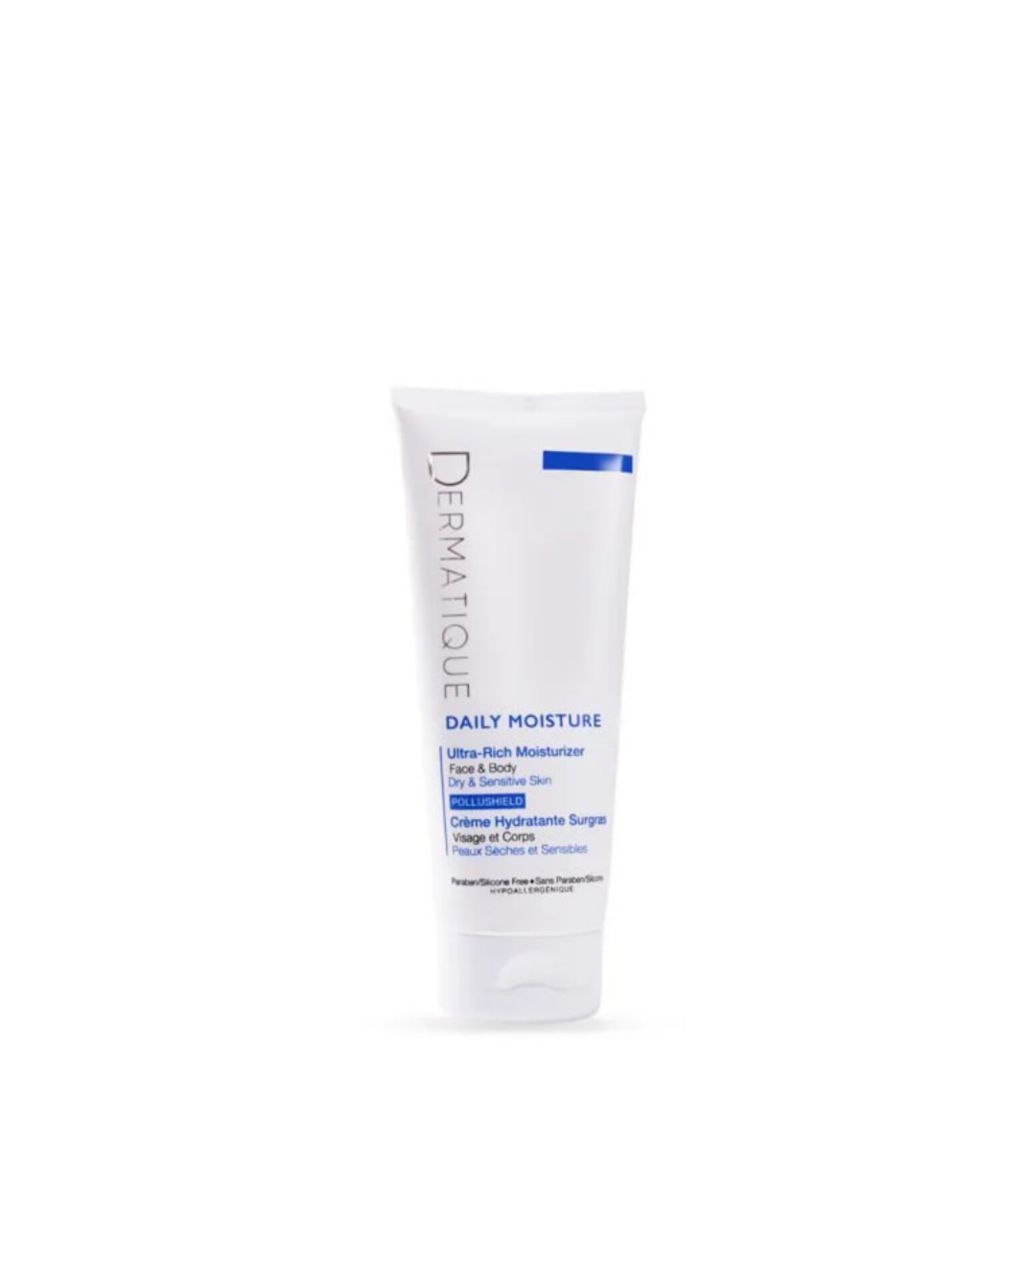 DERMATIQUE
DAILY MOISTURE
Ultra-Rich Moisturizer
Face & Body
Dry & Sensitive Skin
POLLUSHIELD
Crème Hydratante Surgras
Visage et Corps
Peaux Sèches et Sensibles
Paraben/Silicone Free • Sans Paraben/Silicone
HYPOALLERGÉNIQUE